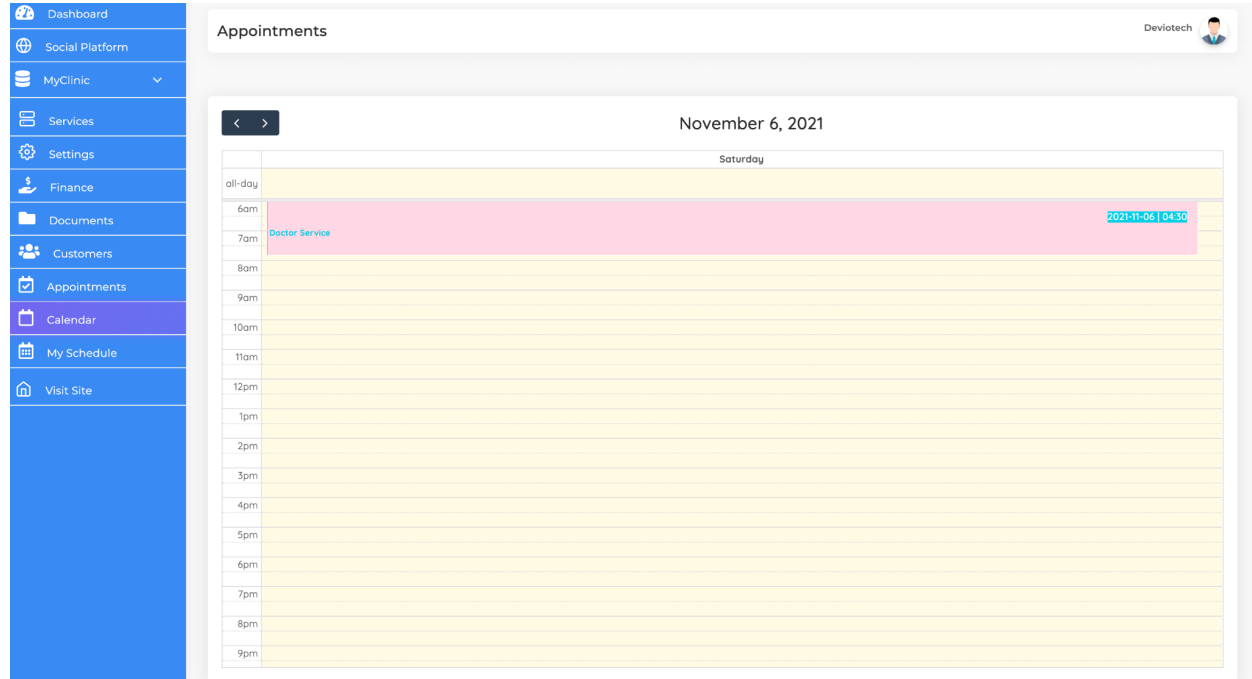 Dashboard
Social Platform
MyClinic
Services
Settings
Finance
Documents
Customers
Appointments
Calendar
My Schedule
Visit Site
Appointments
Deviotech
November 6, 2021
Saturday
all-day
6am
2021-11-06 | 04:30
Doctor Service
7am
8am
9am
10am
11am
12pm
1pm
2pm
3pm
4pm
5pm
6pm
7pm
8pm
9pm